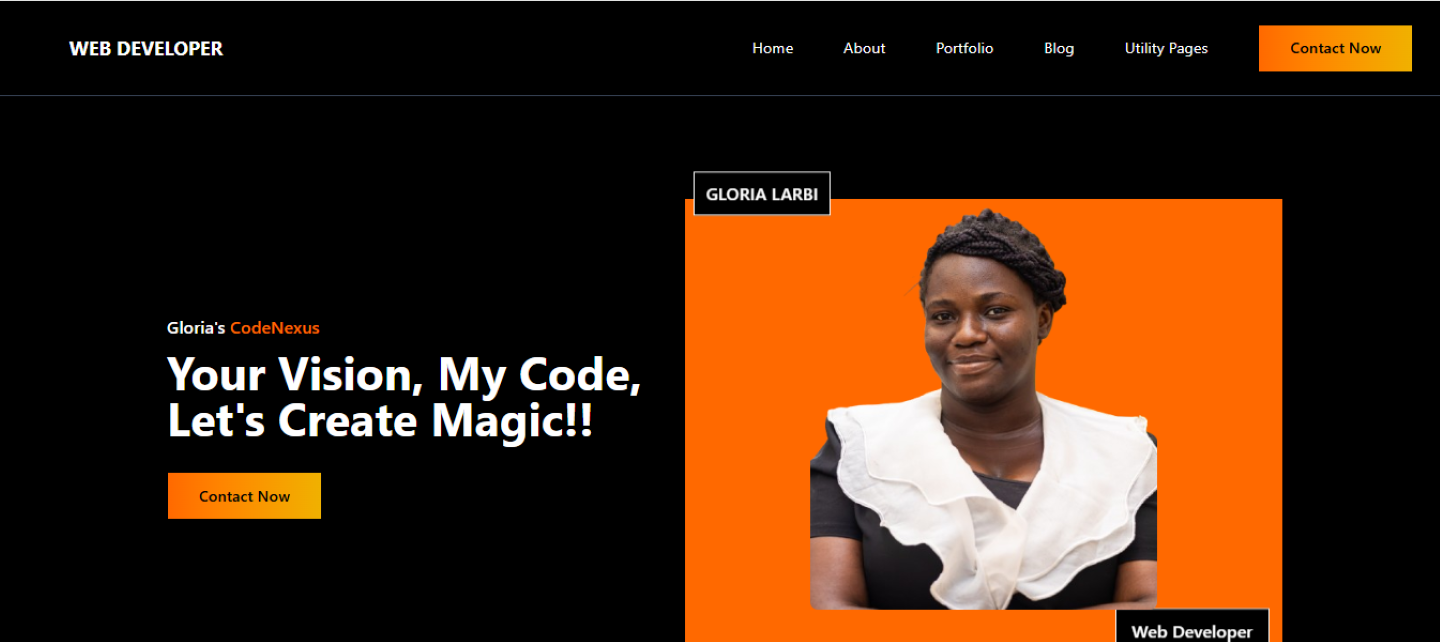 WEB DEVELOPER
Home
About
Portfolio
Blog
Utility Pages
Contact Now
GLORIA LARBI
Gloria's CodeNexus
Your Vision, My Code,
Let's Create Magic!!
Contact Now
Web Developer